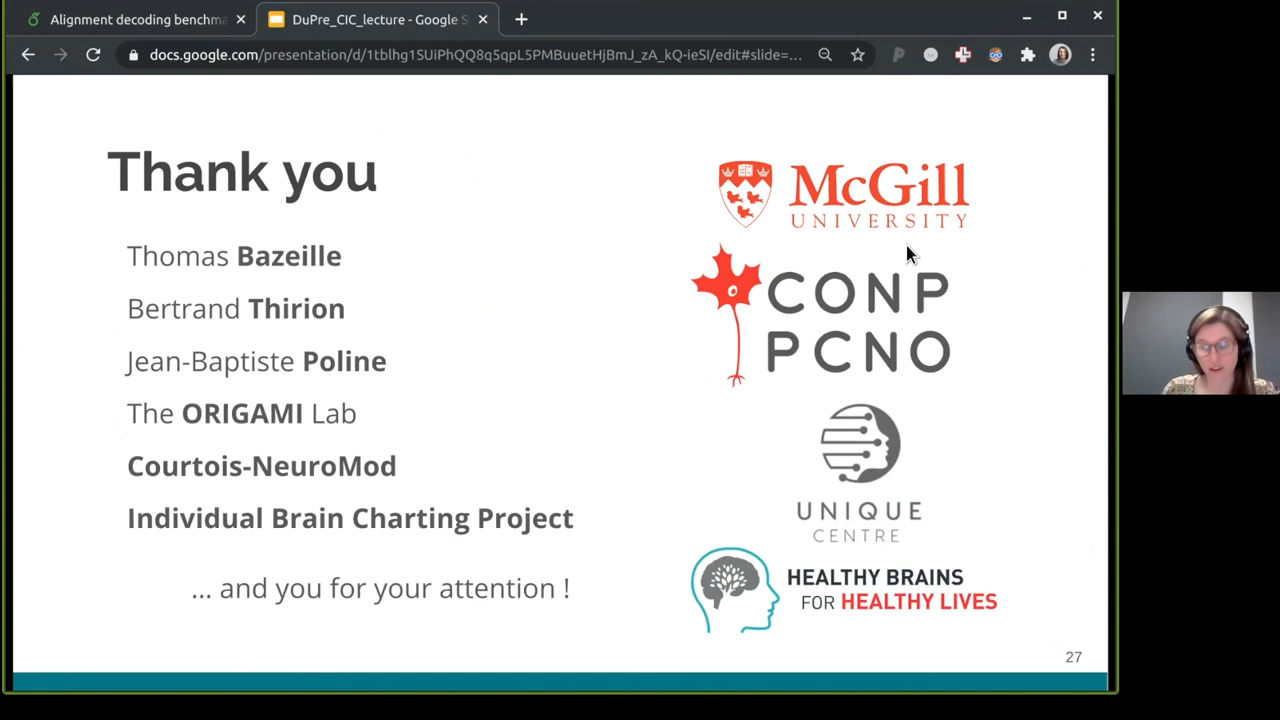 Alignment decoding benchma
DuPre_CIC_lecture - Google S
docs.google.com/presentation/d/1tblhg1SUiPhQQ8q5qpL5PMBuuetHjBmJ_zA_kQ-ieSI/edit#slide=...
Thank you
Thomas Bazeille
Bertrand Thirion
Jean-Baptiste Poline
The ORIGAMI Lab
Courtois-NeuroMod
Individual Brain Charting Project
... and you for your attention !
McGill
UNIVERSITY
CONP
PCNO
UNIQUE
CENTRE
HEALTHY BRAINS
FOR HEALTHY LIVES
27